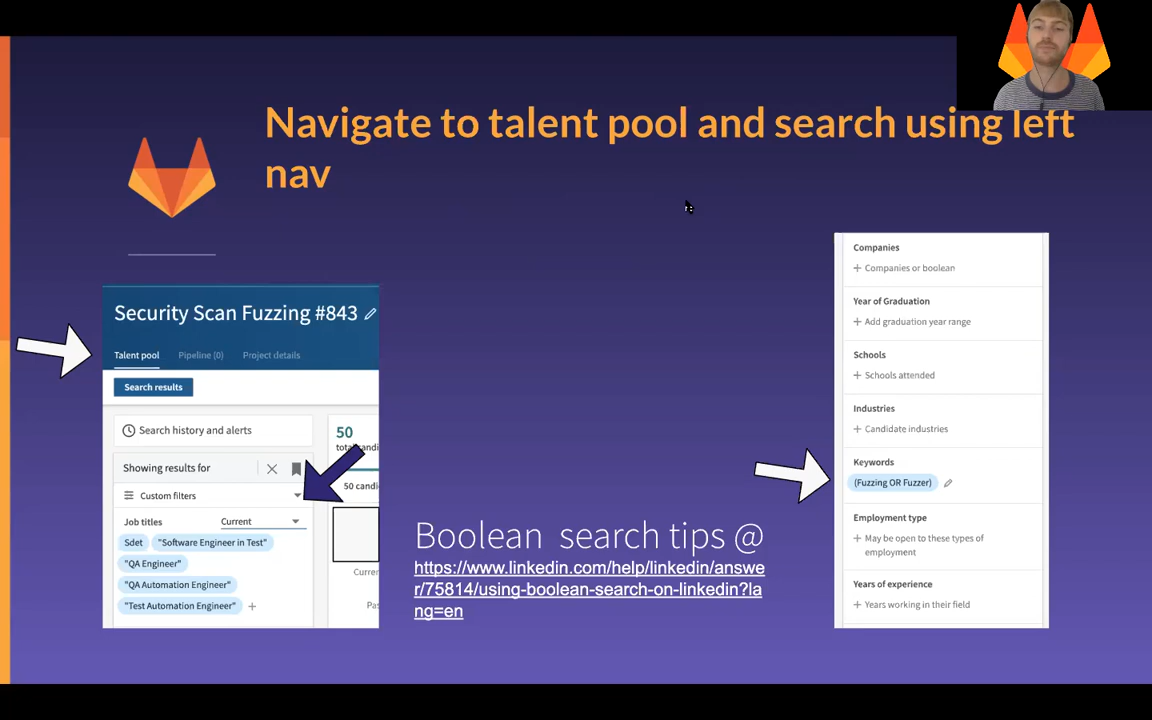 Navigate to talent pool and search using left
nav
Security Scan Fuzzing #843
Talent pool
Pipeline (0)
Project details
Search results
Search history and alerts
Showing results for
Custom filters
Job titles
Current
Sdet
"Software Engineer in Test"
"QA Engineer"
"QA Automation Engineer"
"Test Automation Engineer" +
50
total candi
50 candi
Curren
Pas
Boolean search tips @
https://www.linkedin.com/help/linkedin/answe
r/75814/using-boolean-search-on-linkedin?la
ng=en
Companies
+ Companies or boolean
Year of Graduation
+ Add graduation year range
Schools
+ Schools attended
Industries
+ Candidate industries
Keywords
(Fuzzing OR Fuzzer)
Employment type
+ May be open to these types of
employment
Years of experience
+ Years working in their field